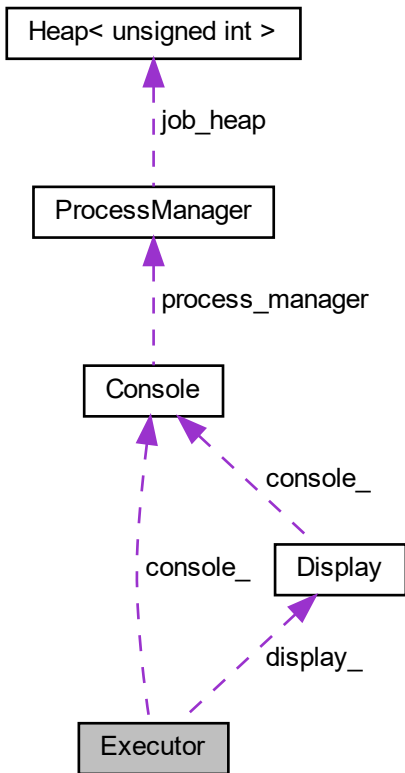 Heap< unsigned int >
job_heap
ProcessManager
process_manager
Console
console_
Display
console_
display_
Executor